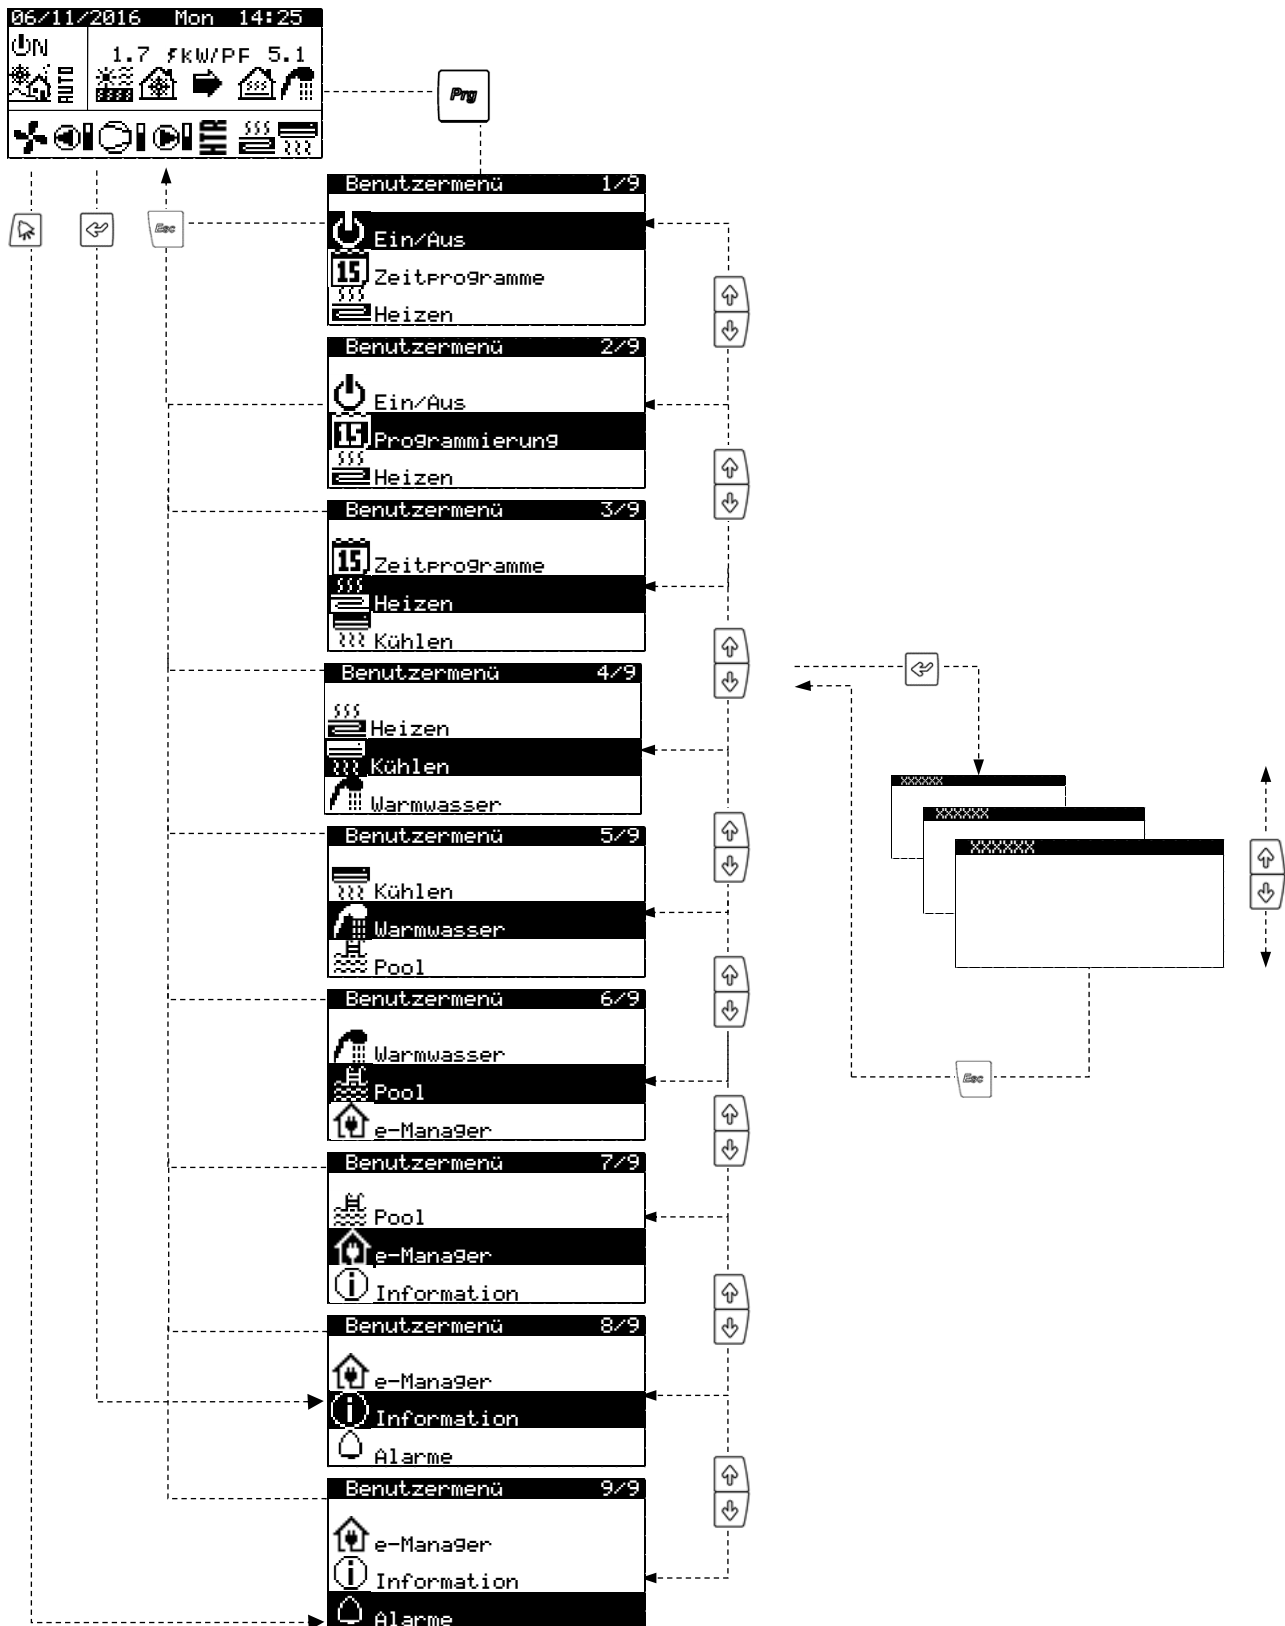 06/11/2016 Mon 14:25
ON
1.7 kW/PF 5.1
AUTO
HTR
Prg
Esc
Benutzermenü 1/9
Ein/Aus
15 Zeitprogramme
Heizen
Benutzermenü 2/9
Ein/Aus
15 Programmierung
Heizen
Benutzermenü 3/9
15 Zeitprogramme
Heizen
Kühlen
Benutzermenü 4/9
Heizen
Kühlen
Warmwasser
Benutzermenü 5/9
Kühlen
Warmwasser
Pool
Benutzermenü 6/9
Warmwasser
Pool
e-Manager
Benutzermenü 7/9
Pool
e-Manager
Information
Benutzermenü 8/9
e-Manager
Information
Alarme
Benutzermenü 9/9
e-Manager
Information
Alarme
XXXXXX
XXXXXX
XXXXXX
Esc